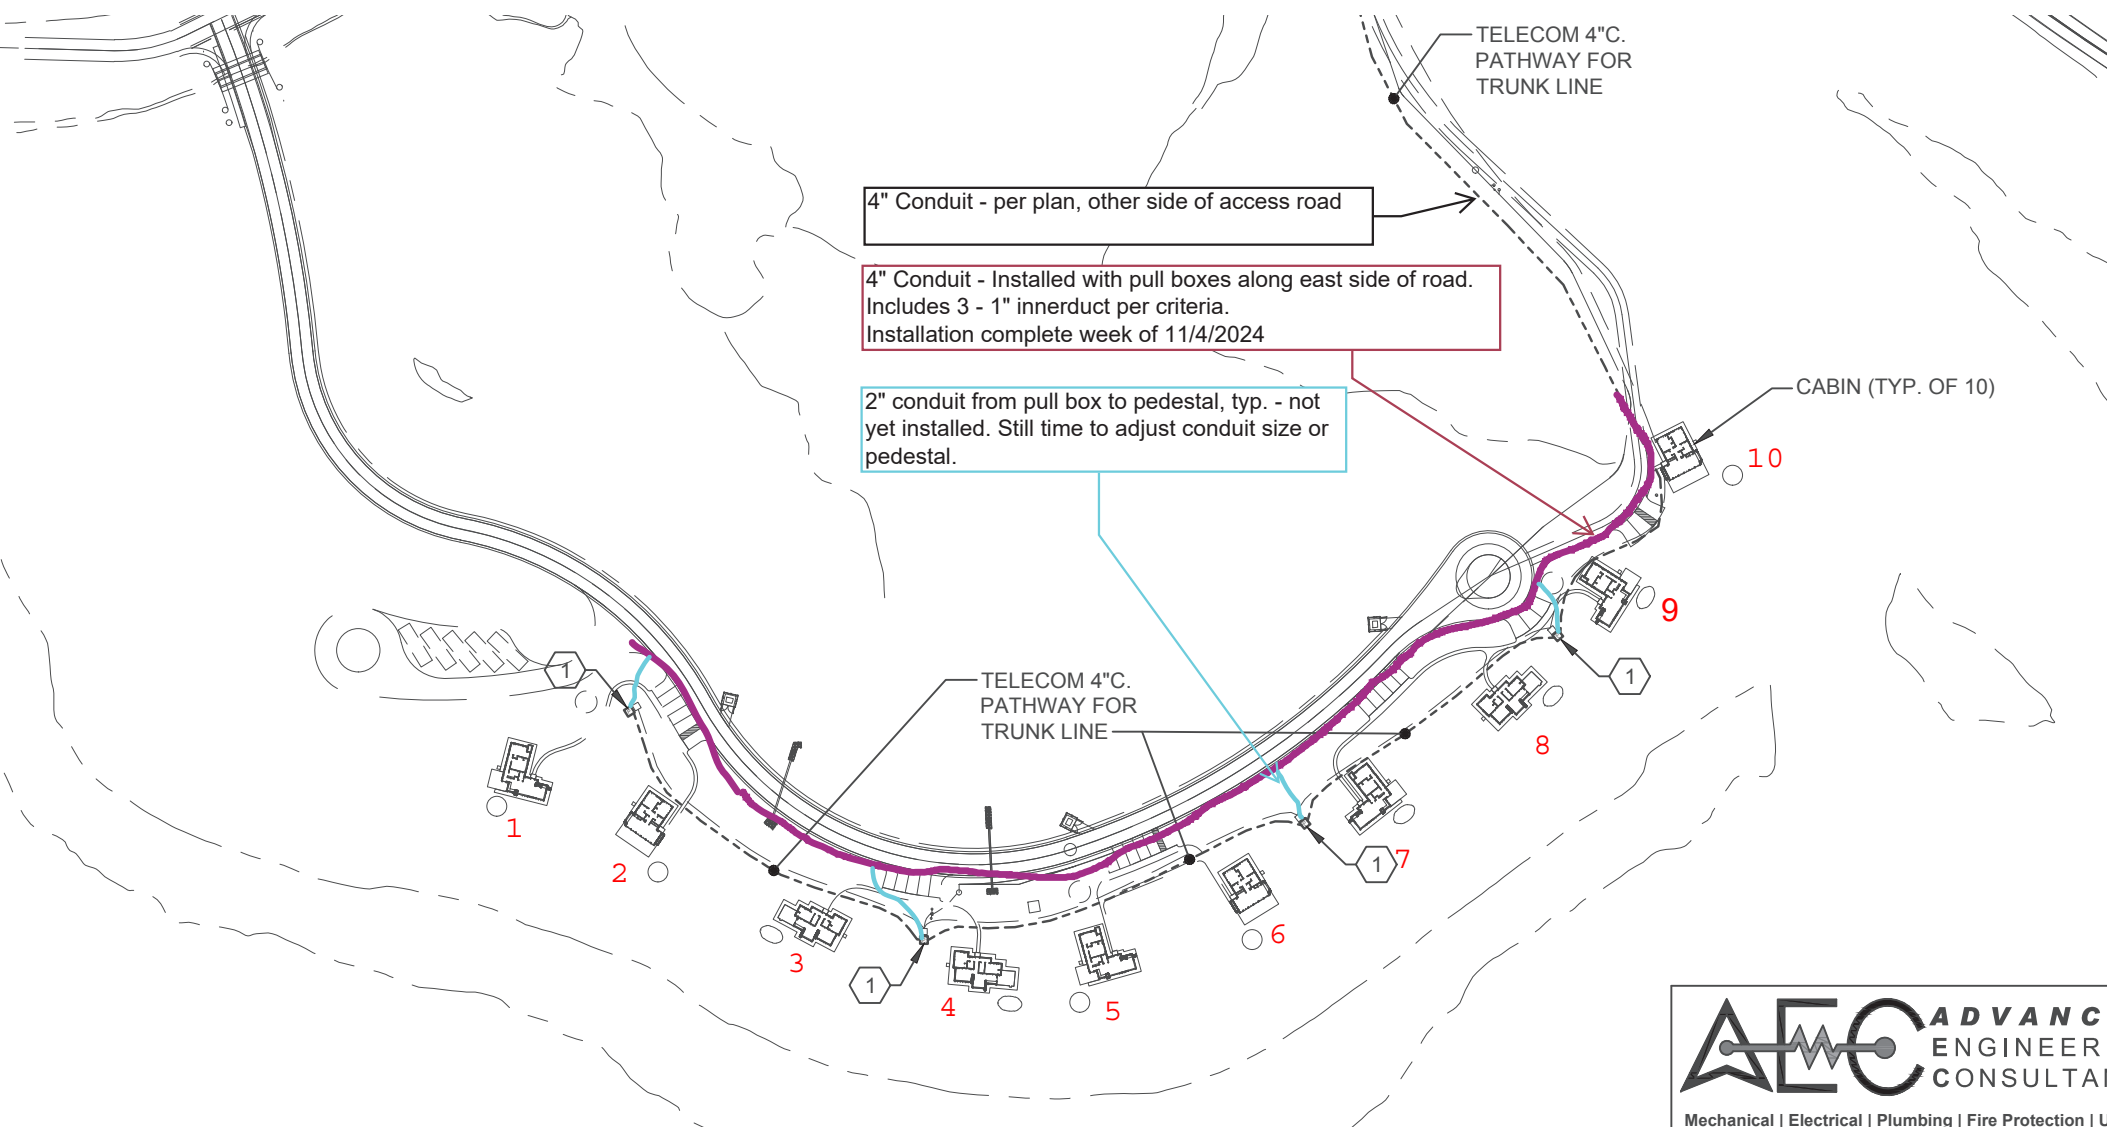 TELECOM 4"C.
PATHWAY FOR
TRUNK LINE
4" Conduit - per plan, other side of access road
4" Conduit - Installed with pull boxes along east side of road.
Includes 3 - 1" innerduct per criteria.
Installation complete week of 11/4/2024
2" conduit from pull box to pedestal, typ. - not
yet installed. Still time to adjust conduit size or
pedestal.
CABIN (TYP. OF 10)
10
9
1
1
TELECOM 4"C.
PATHWAY FOR
TRUNK LINE
8
1
2
7
1
6
3
1
4
5
AEC
ADVANC
ENGINEER
CONSULTA
Mechanical | Electrical | Plumbing | Fire Protection | U